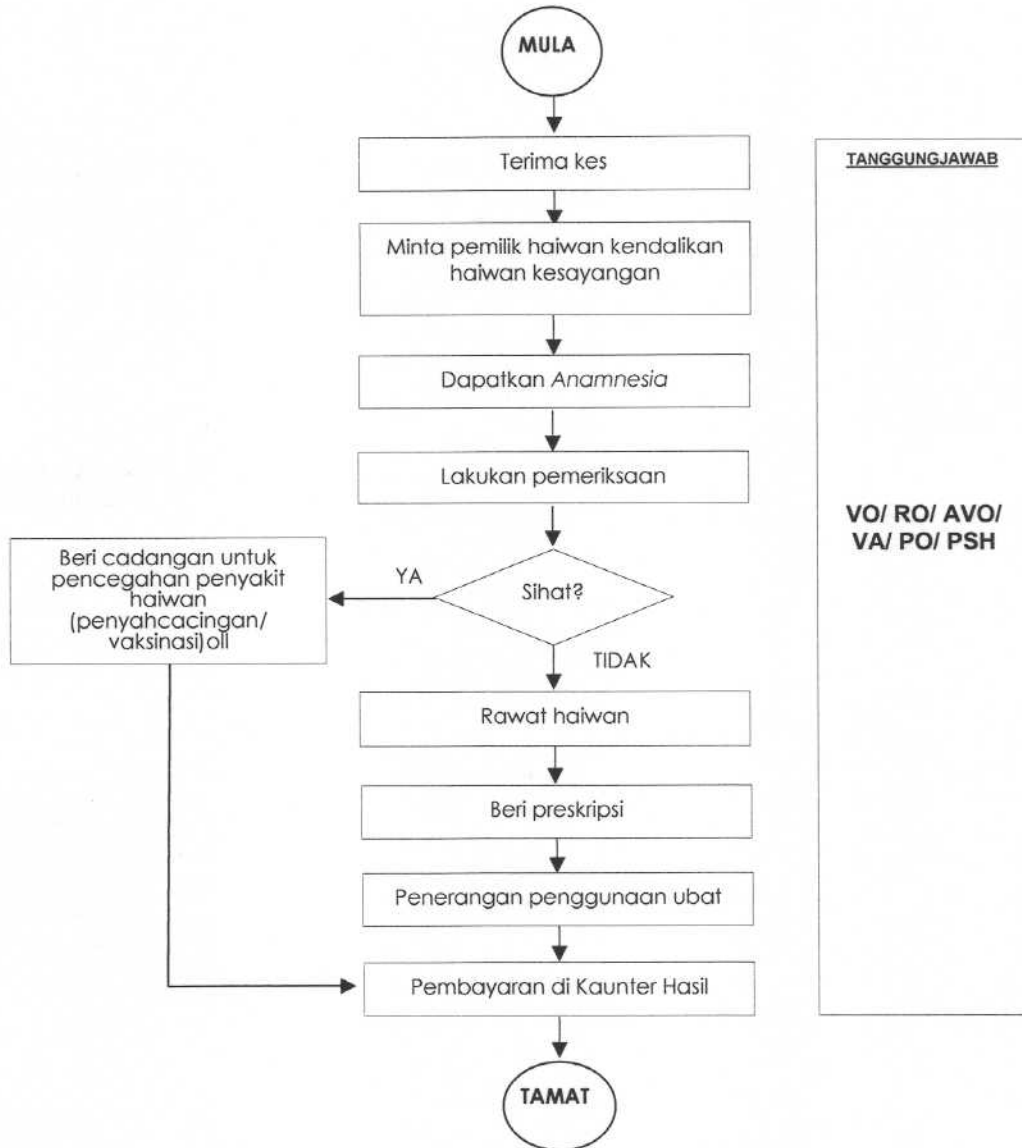 MULA
Terima kes
TANGGUNGJAWAB
Minta pemilik haiwan kendalikan
haiwan kesayangan
Dapatkan Anamnesia
Lakukan pemeriksaan
VO/ RO/ AVO/
VA/ PO/ PSH
Beri cadangan untuk
pencegahan penyakit
haiwan
(penyahcacingan/
vaksinasi)oll
YA
Sihat?
TIDAK
Rawat haiwan
Beri preskripsi
Penerangan penggunaan ubat
Pembayaran di Kaunter Hasil
TAMAT